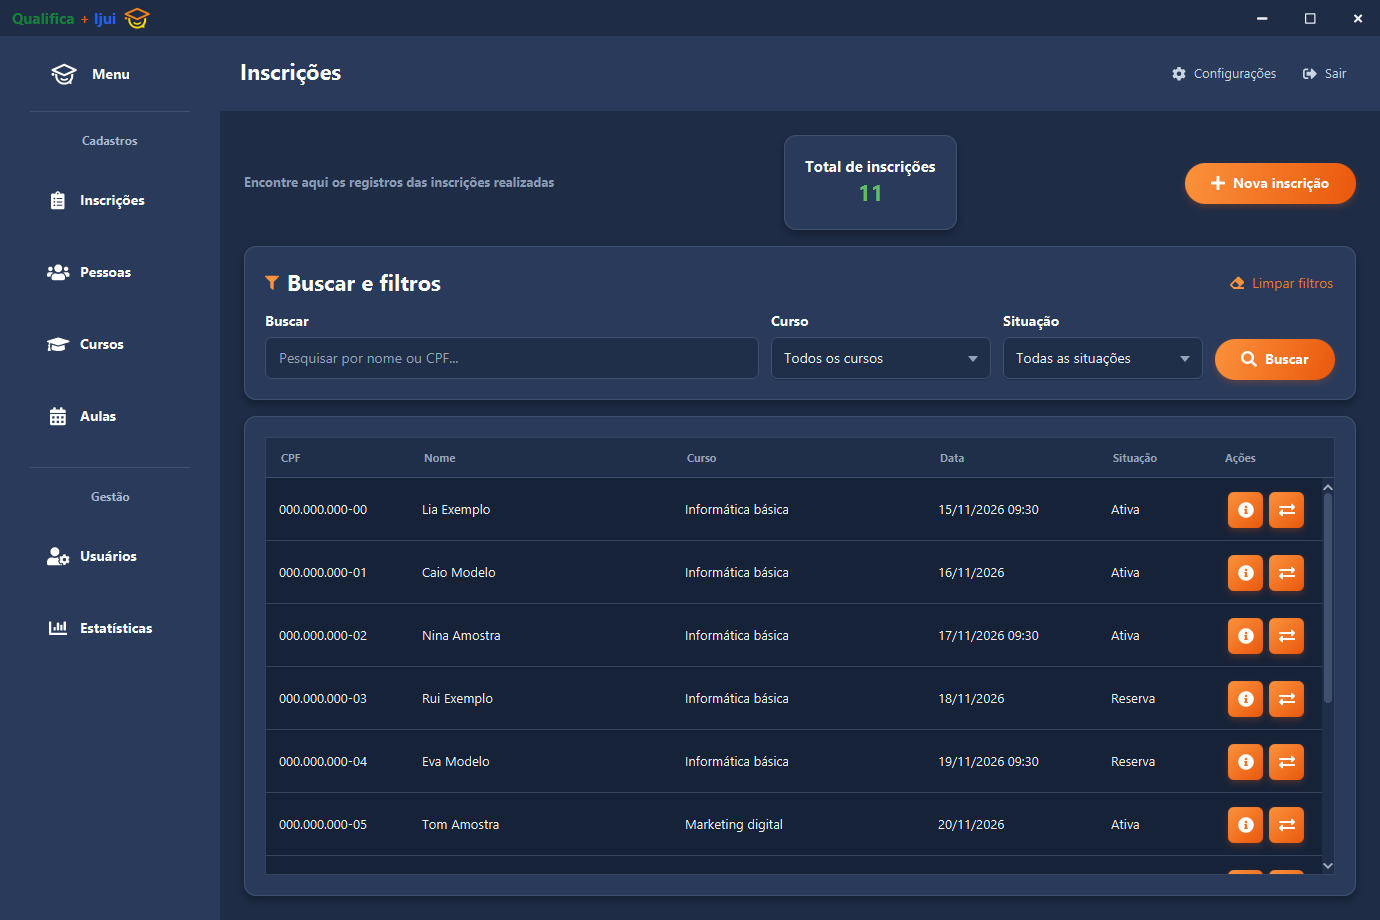 Qualifica + Ijui
Menu
Inscrições
Configurações
Sair
Cadastros
Inscrições
Pessoas
Cursos
Aulas
Gestão
Usuários
Estatísticas
Encontre aqui os registros das inscrições realizadas
Total de inscrições
11
Nova inscrição
Buscar e filtros
Limpar filtros
Buscar
Curso
Situação
Pesquisar por nome ou CPF...
Todos os cursos
Todas as situações
Buscar
CPF Nome Curso Data Situação Ações
000.000.000-00 Lia Exemplo Informática básica 15/11/2026 09:30 Ativa
000.000.000-01 Caio Modelo Informática básica 16/11/2026 Ativa
000.000.000-02 Nina Amostra Informática básica 17/11/2026 09:30 Ativa
000.000.000-03 Rui Exemplo Informática básica 18/11/2026 Reserva
000.000.000-04 Eva Modelo Informática básica 19/11/2026 09:30 Reserva
000.000.000-05 Tom Amostra Marketing digital 20/11/2026 Ativa